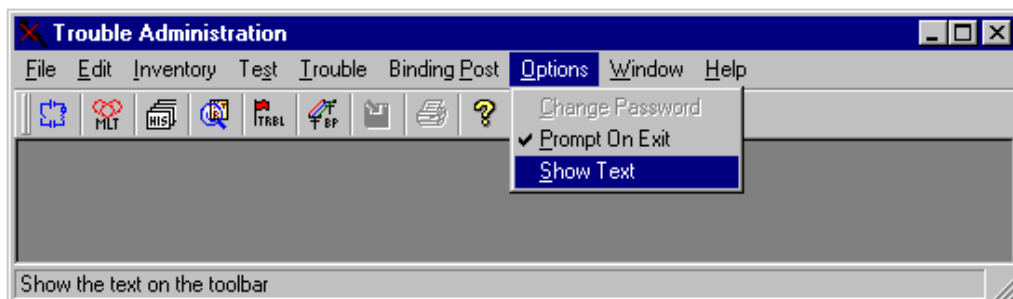 Trouble Administration
File Edit Inventory Test Trouble Binding Post Options Window Help
MLT HIS TRBL BP
Change Password
Prompt On Exit
Show Text
Show the text on the toolbar